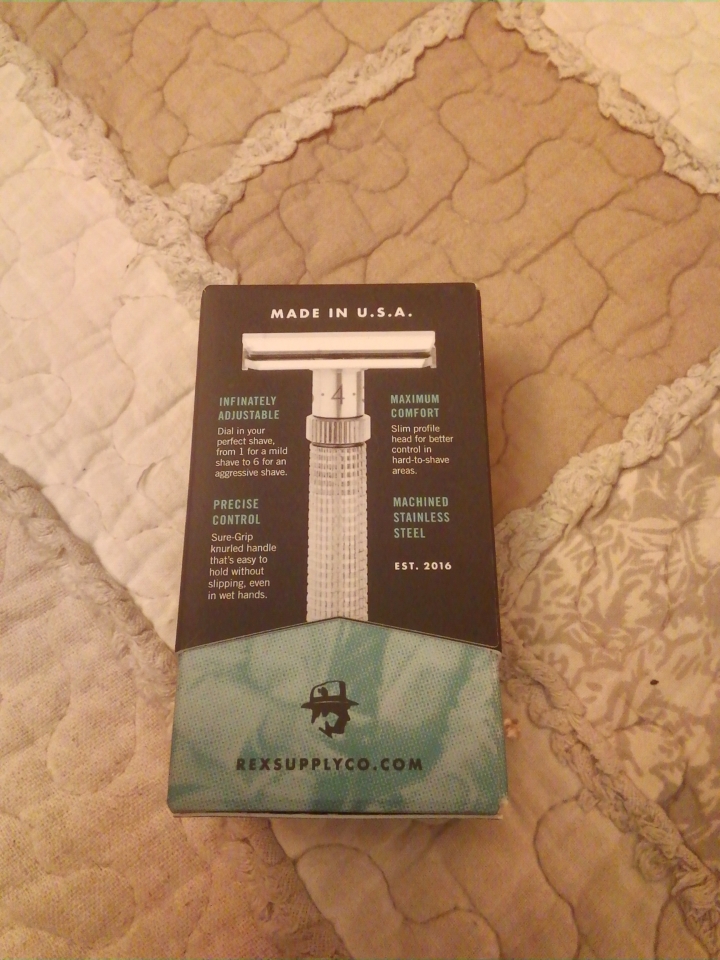 MADE IN U.S.A.
4
INFINATELY
ADJUSTABLE
Dial in your
perfect shave,
from 1 for a mild
shave to 6 for an
aggressive shave.
PRECISE
CONTROL
Sure-Grip
knurled handle
that's easy to
hold without
slipping, even
in wet hands.
MAXIMUM
COMFORT
Slim profile
head for better
control in
hard-to-shave
areas.
MACHINED
STAINLESS
STEEL
EST. 2016
REXSUPPLYCO.COM